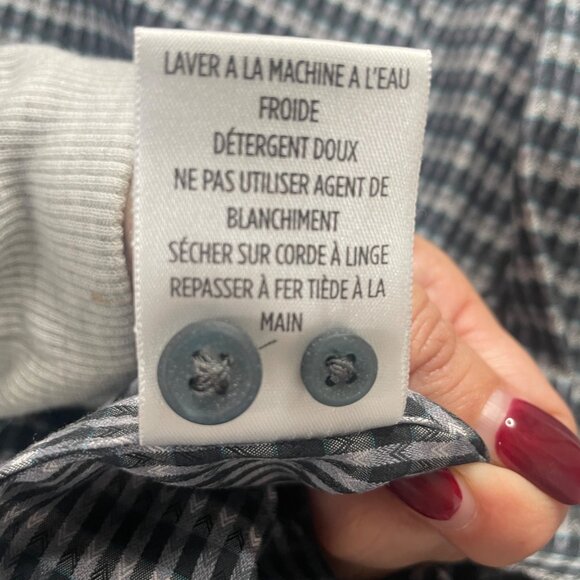 LAVER A LA MACHINE A L'EAU
FROIDE
DÉTERGENT DOUX
NE PAS UTILISER AGENT DE
BLANCHIMENT
SÉCHER SUR CORDE À LINGE
REPASSER À FER TIÈDE À LA
MAIN